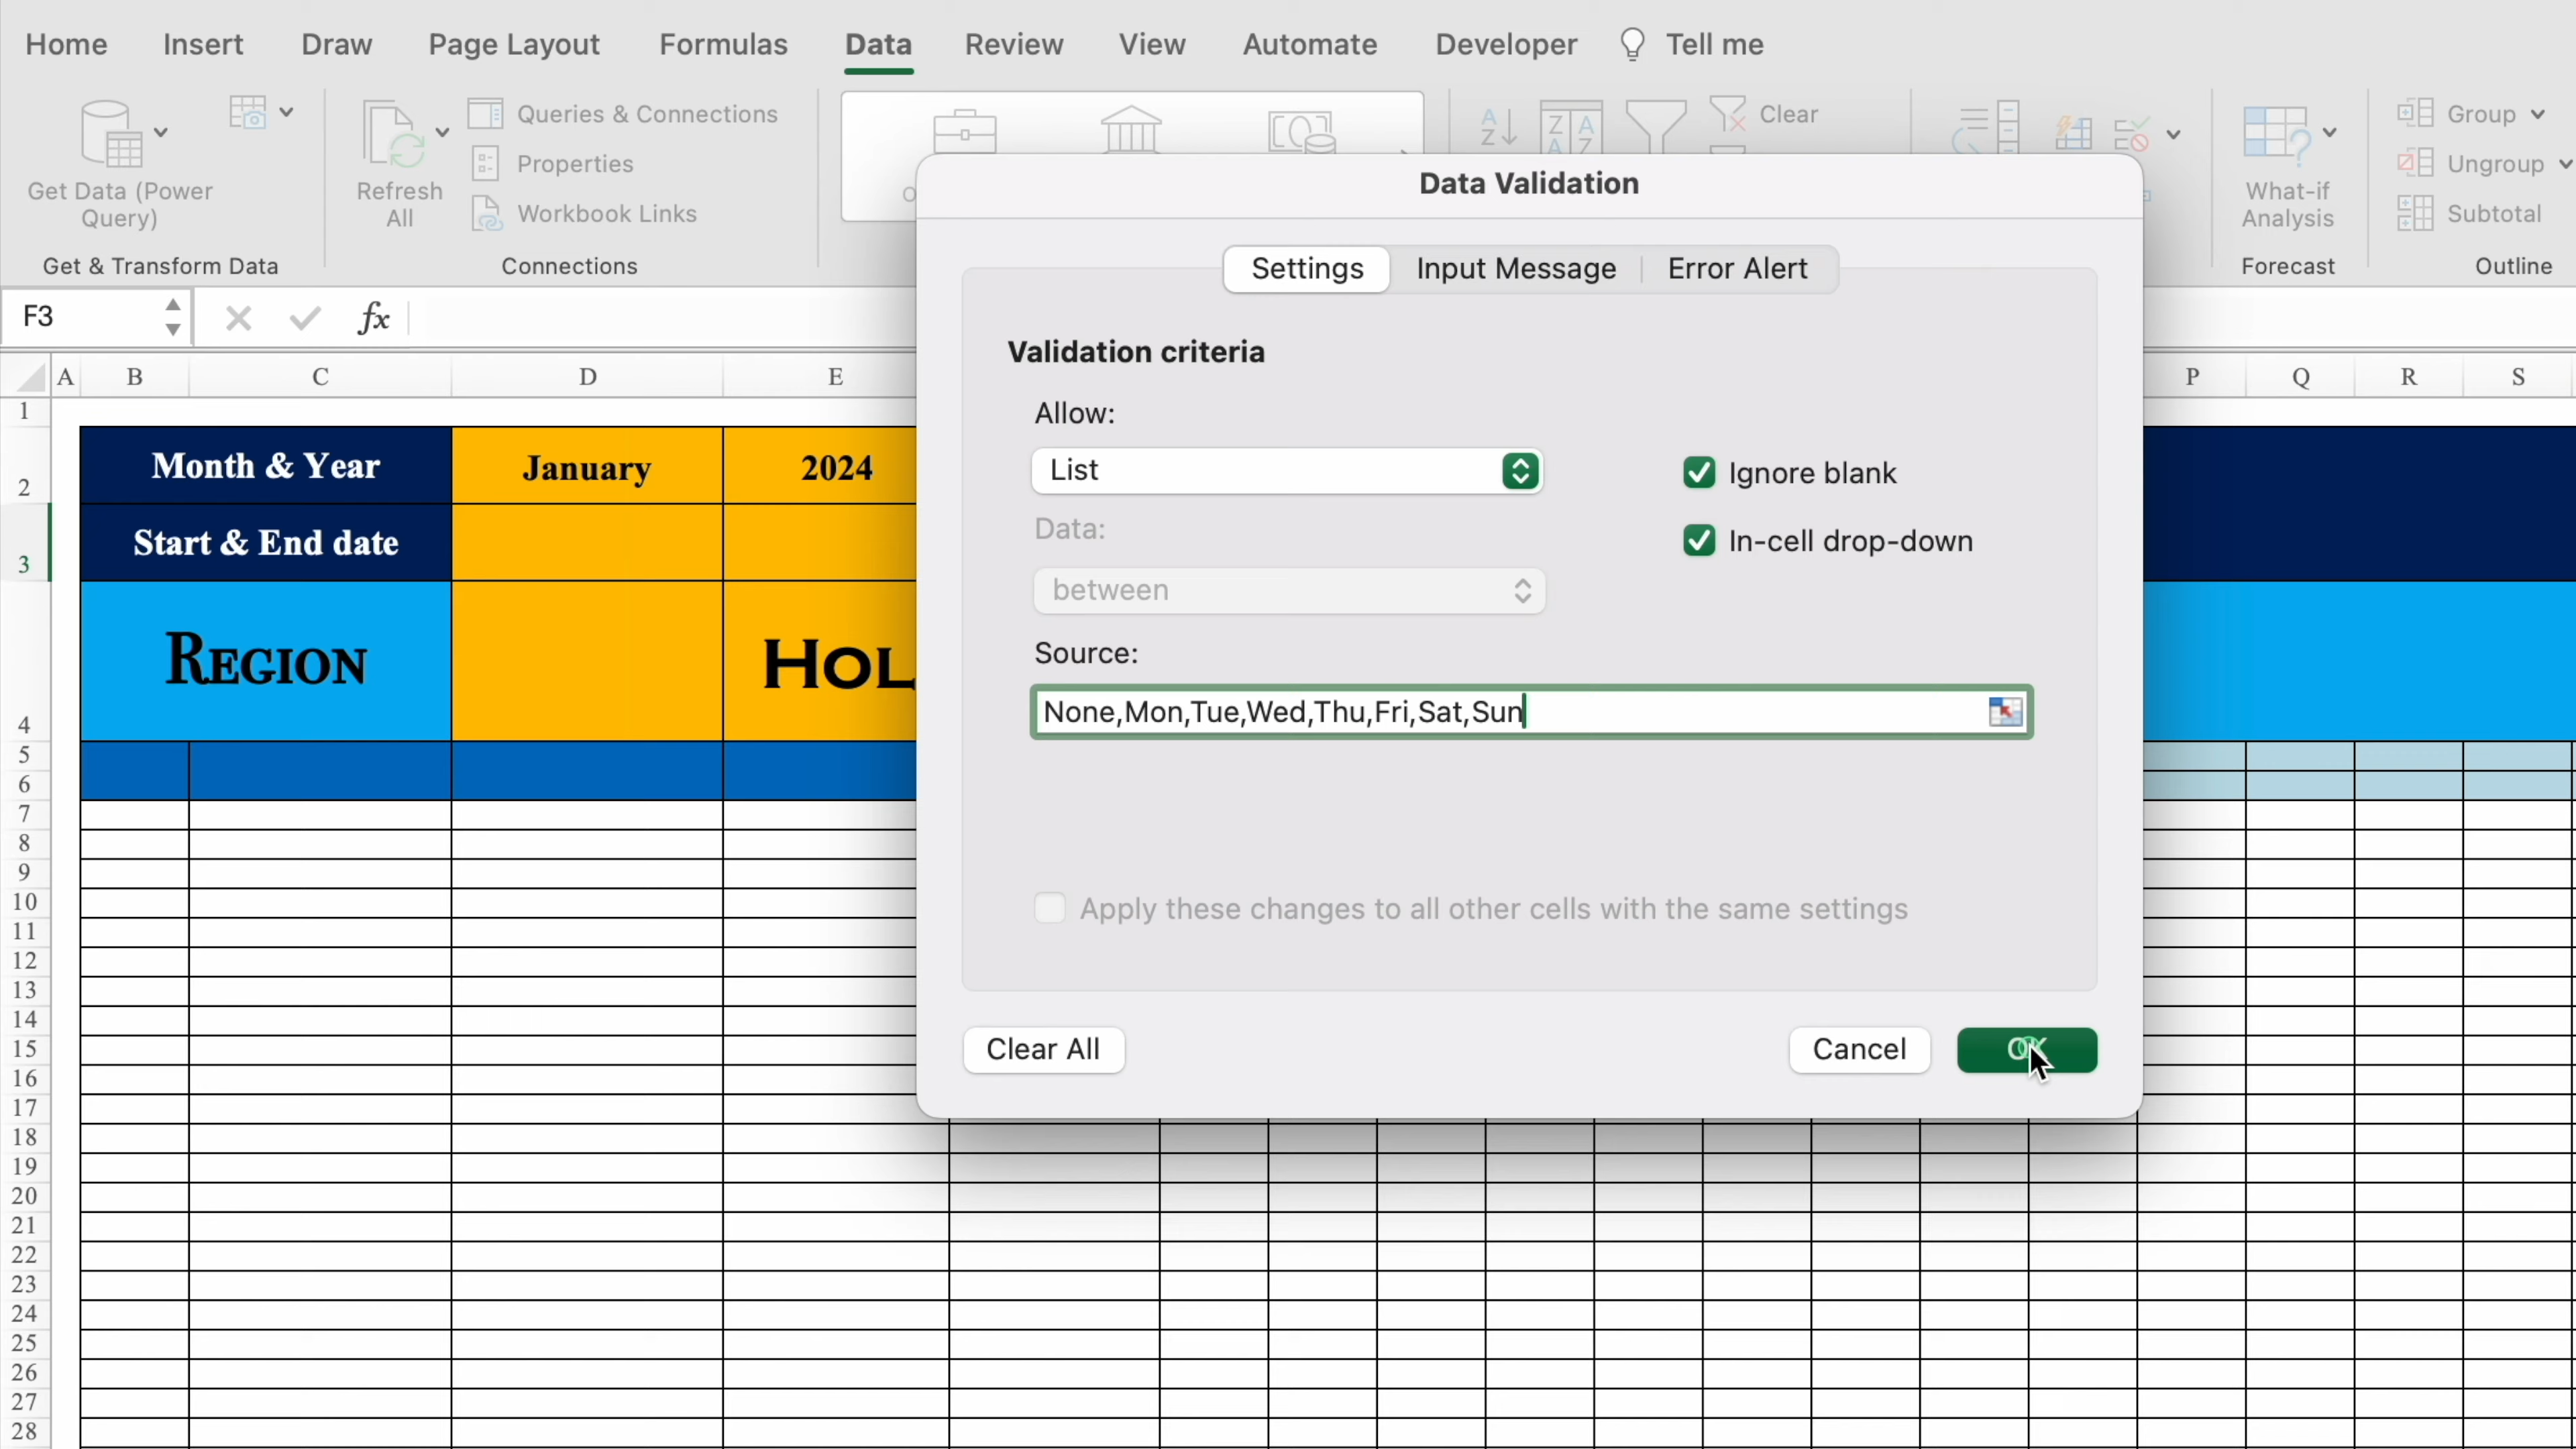 Home Insert Draw Page Layout Formulas Data Review View Automate Developer Tell me
Get Data (Power
Query)
Refresh
All
Queries & Connections
Properties
Workbook Links
Clear
What-if
Analysis
Group
Ungroup
Subtotal
Get & Transform Data Connections Forecast Outline
F3 fx
A B C D E P Q R S
Data Validation
Settings Input Message Error Alert
Validation criteria
Allow:
List
Ignore blank
Data:
In-cell drop-down
between
Source:
None,Mon,Tue,Wed,Thu,Fri,Sat,Sun
Apply these changes to all other cells with the same settings
Clear All Cancel OK
1
2 Month & Year January 2024
3 Start & End date
4 Region Hol
5
6
7
8
9
10
11
12
13
14
15
16
17
18
19
20
21
22
23
24
25
26
27
28